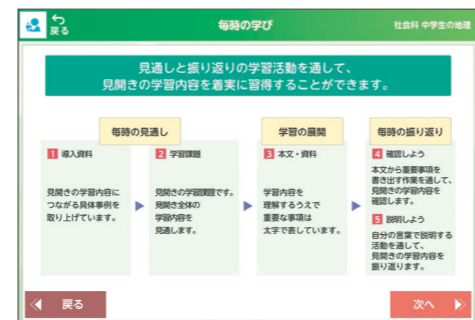 戻る
毎時の学び
社会科 中学生の地理
見通しと振り返りの学習活動を通して、
見開きの学習内容を着実に習得することができます。
毎時の見通し
1 導入資料
見開きの学習内容に
つながる具体事例を
取り上げています。
2 学習課題
見開きの学習課題です。
見開き全体の
学習内容を
見通します。
学習の展開
3 本文・資料
学習内容を
理解するうえで
重要な事項は
太字で表しています。
毎時の振り返り
4 確認しよう
本文から重要事項を
書き出す作業を通して、
見開きの学習内容を
確認します。
5 説明しよう
自分の言葉で説明する
活動を通して、
見開きの学習内容を
振り返ります。
戻る
次へ